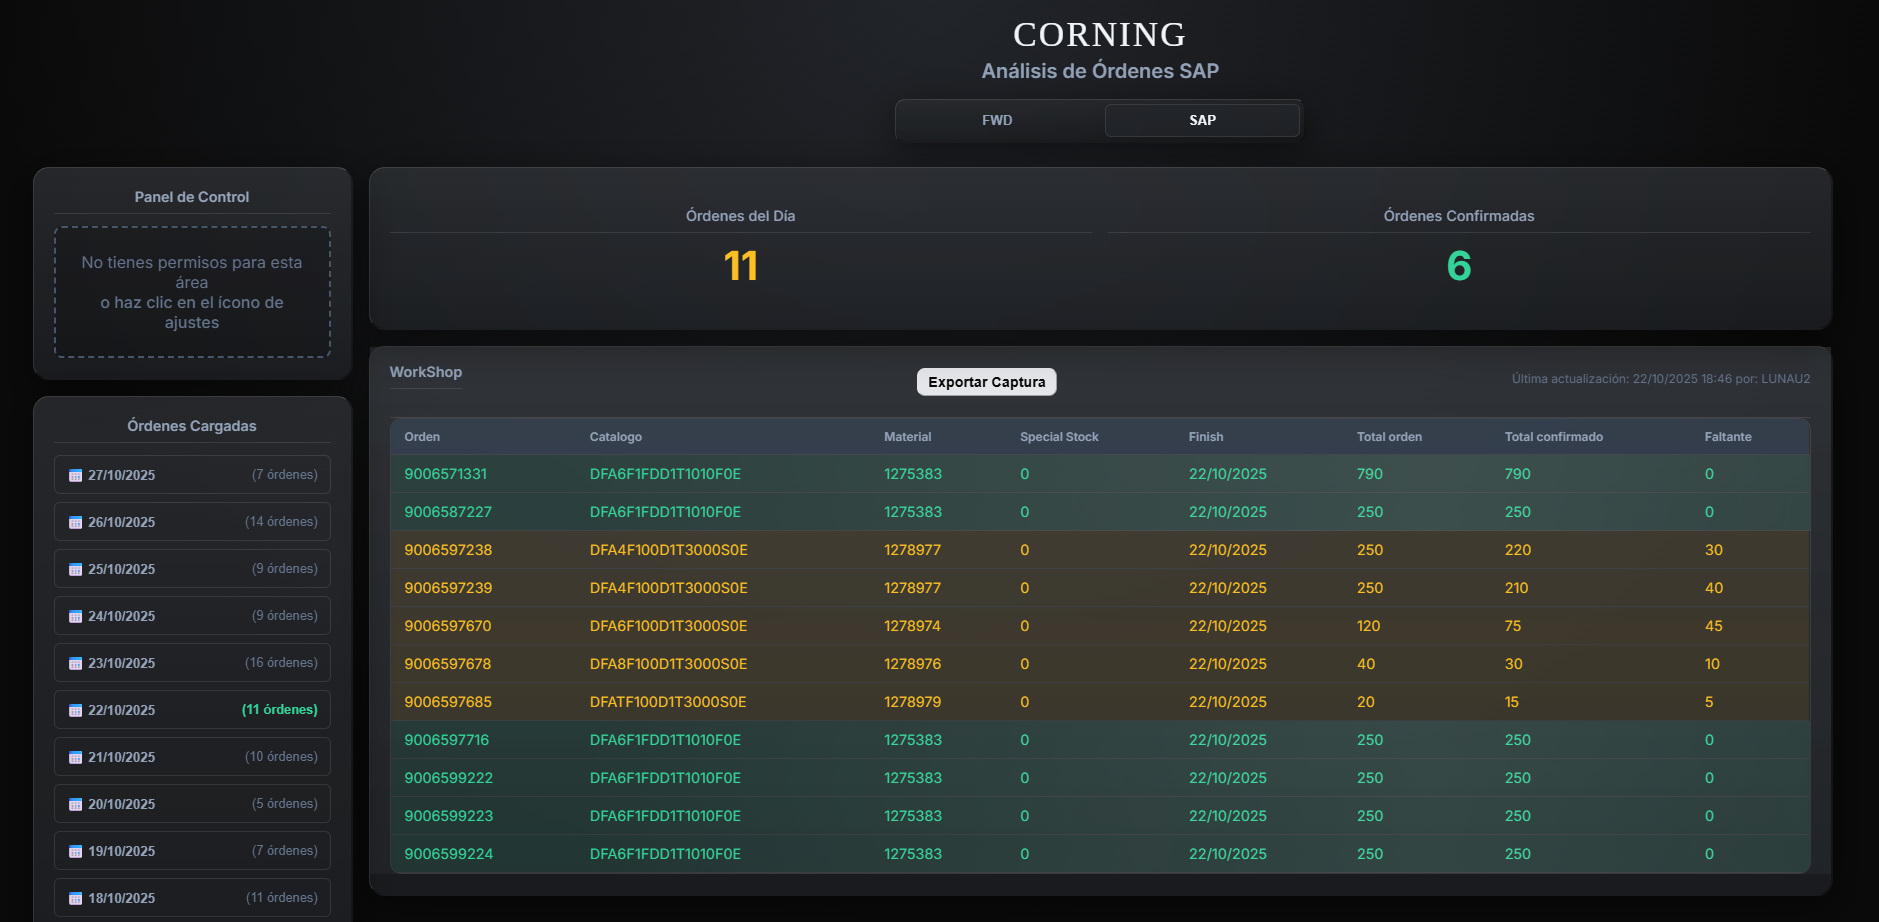 CORNING
Análisis de Órdenes SAP
FWD SAP
Panel de Control
No tienes permisos para esta
área
o haz clic en el ícono de
ajustes
Órdenes Cargadas
27/10/2025 (7 órdenes)
26/10/2025 (14 órdenes)
25/10/2025 (9 órdenes)
24/10/2025 (9 órdenes)
23/10/2025 (16 órdenes)
22/10/2025 (11 órdenes)
21/10/2025 (10 órdenes)
20/10/2025 (5 órdenes)
19/10/2025 (7 órdenes)
18/10/2025 (11 órdenes)
Órdenes del Día
11
Órdenes Confirmadas
6
WorkShop
Exportar Captura
Última actualización: 22/10/2025 18:46 por: LUNAU2
Orden Catalogo Material Special Stock Finish Total orden Total confirmado Faltante
9006571331 DFA6F1FDD1T1010F0E 1275383 0 22/10/2025 790 790 0
9006587227 DFA6F1FDD1T1010F0E 1275383 0 22/10/2025 250 250 0
9006597238 DFA4F100D1T3000S0E 1278977 0 22/10/2025 250 220 30
9006597239 DFA4F100D1T3000S0E 1278977 0 22/10/2025 250 210 40
9006597670 DFA6F100D1T3000S0E 1278974 0 22/10/2025 120 75 45
9006597678 DFA8F100D1T3000S0E 1278976 0 22/10/2025 40 30 10
9006597685 DFATF100D1T3000S0E 1278979 0 22/10/2025 20 15 5
9006597716 DFA6F1FDD1T1010F0E 1275383 0 22/10/2025 250 250 0
9006599222 DFA6F1FDD1T1010F0E 1275383 0 22/10/2025 250 250 0
9006599223 DFA6F1FDD1T1010F0E 1275383 0 22/10/2025 250 250 0
9006599224 DFA6F1FDD1T1010F0E 1275383 0 22/10/2025 250 250 0